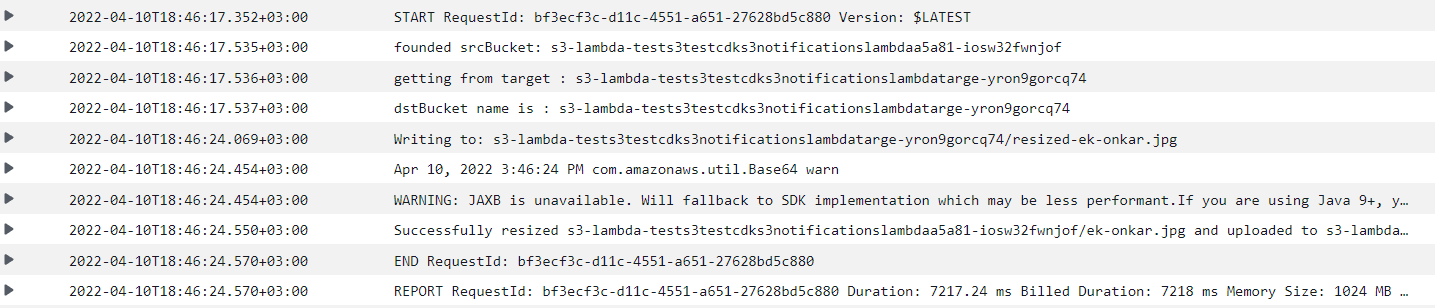 2022-04-10T18:46:17.352+03:00 START RequestId: bf3ecf3c-d11c-4551-a651-27628bd5c880 Version: $LATEST
2022-04-10T18:46:17.535+03:00 founded srcBucket: s3-lambda-tests3testcdks3notificationslambdaa5a81-iosw32fwnjof
2022-04-10T18:46:17.536+03:00 getting from target : s3-lambda-tests3testcdks3notificationslambdatarge-yron9gorcq74
2022-04-10T18:46:17.537+03:00 dstBucket name is : s3-lambda-tests3testcdks3notificationslambdatarge-yron9gorcq74
2022-04-10T18:46:24.069+03:00 Writing to: s3-lambda-tests3testcdks3notificationslambdatarge-yron9gorcq74/resized-ek-onkar.jpg
2022-04-10T18:46:24.454+03:00 Apr 10, 2022 3:46:24 PM com.amazonaws.util.Base64 warn
2022-04-10T18:46:24.454+03:00 WARNING: JAXB is unavailable. Will fallback to SDK implementation which may be less performant.If you are using Java 9+, y…
2022-04-10T18:46:24.550+03:00 Successfully resized s3-lambda-tests3testcdks3notificationslambdaa5a81-iosw32fwnjof/ek-onkar.jpg and uploaded to s3-lambda…
2022-04-10T18:46:24.570+03:00 END RequestId: bf3ecf3c-d11c-4551-a651-27628bd5c880
2022-04-10T18:46:24.570+03:00 REPORT RequestId: bf3ecf3c-d11c-4551-a651-27628bd5c880 Duration: 7217.24 ms Billed Duration: 7218 ms Memory Size: 1024 MB …